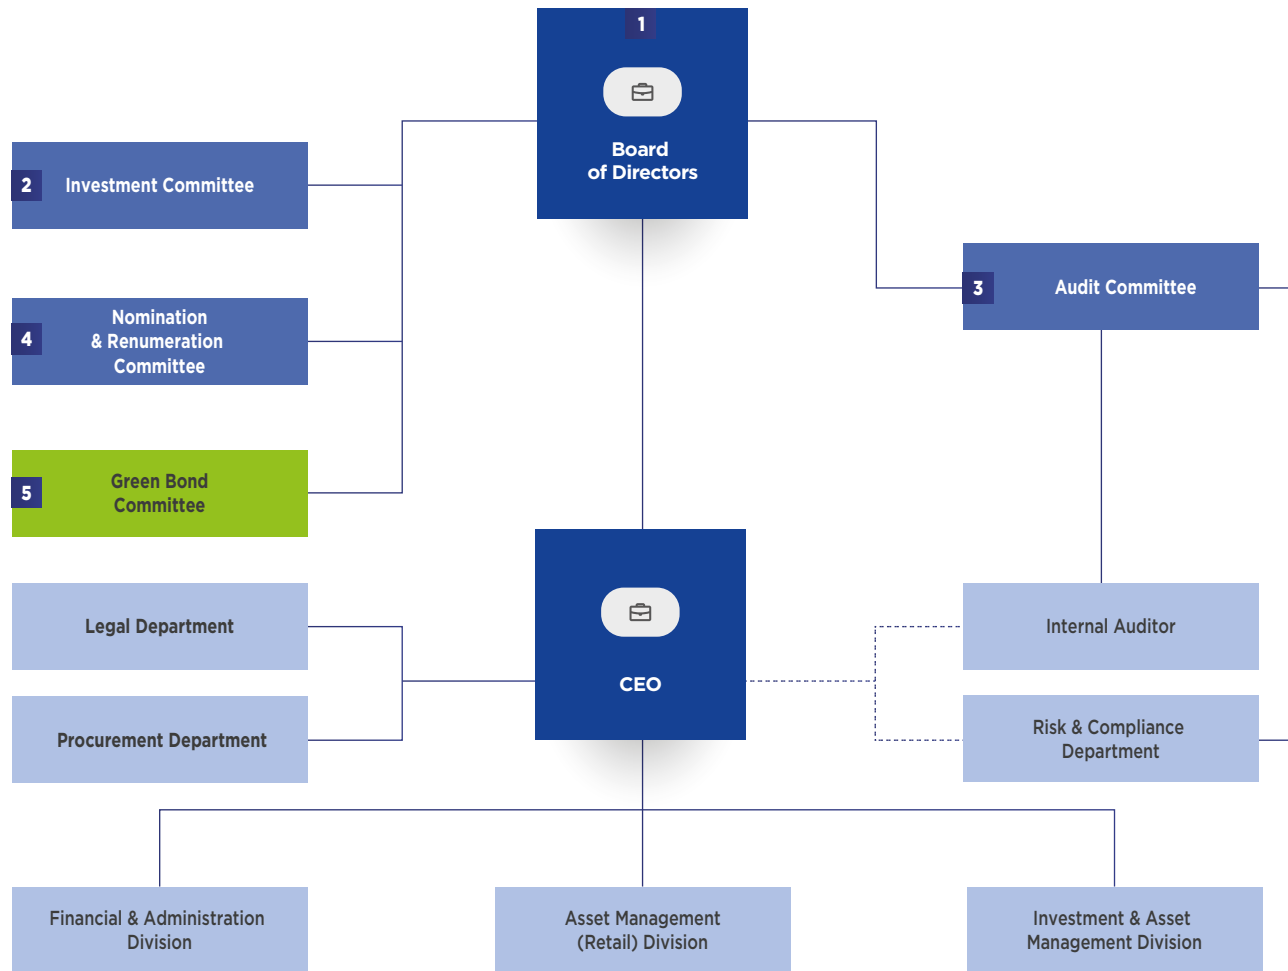 1
Board
of Directors
2
Investment Committee
3
Audit Committee
4
Nomination
& Renumeration
Committee
5
Green Bond
Committee
Legal Department
CEO
Internal Auditor
Procurement Department
Risk & Compliance
Department
Financial & Administration
Division
Asset Management
(Retail) Division
Investment & Asset
Management Division